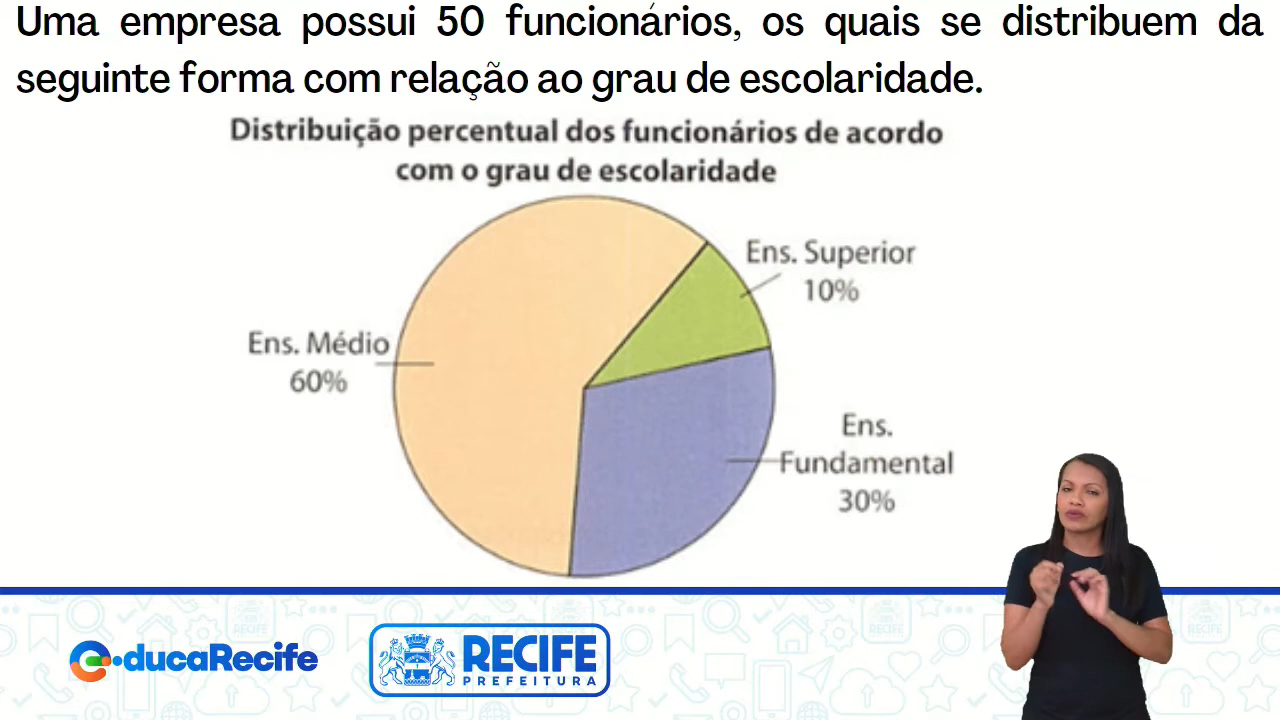 Uma empresa possui 50 funcionários, os quais se distribuem da
seguinte forma com relação ao grau de escolaridade.
Distribuição percentual dos funcionários de acordo
com o grau de escolaridade
Ens. Superior
10%
Ens. Médio
60%
Ens.
Fundamental
30%
ducaRecife
RECIFE
PREFEITURA